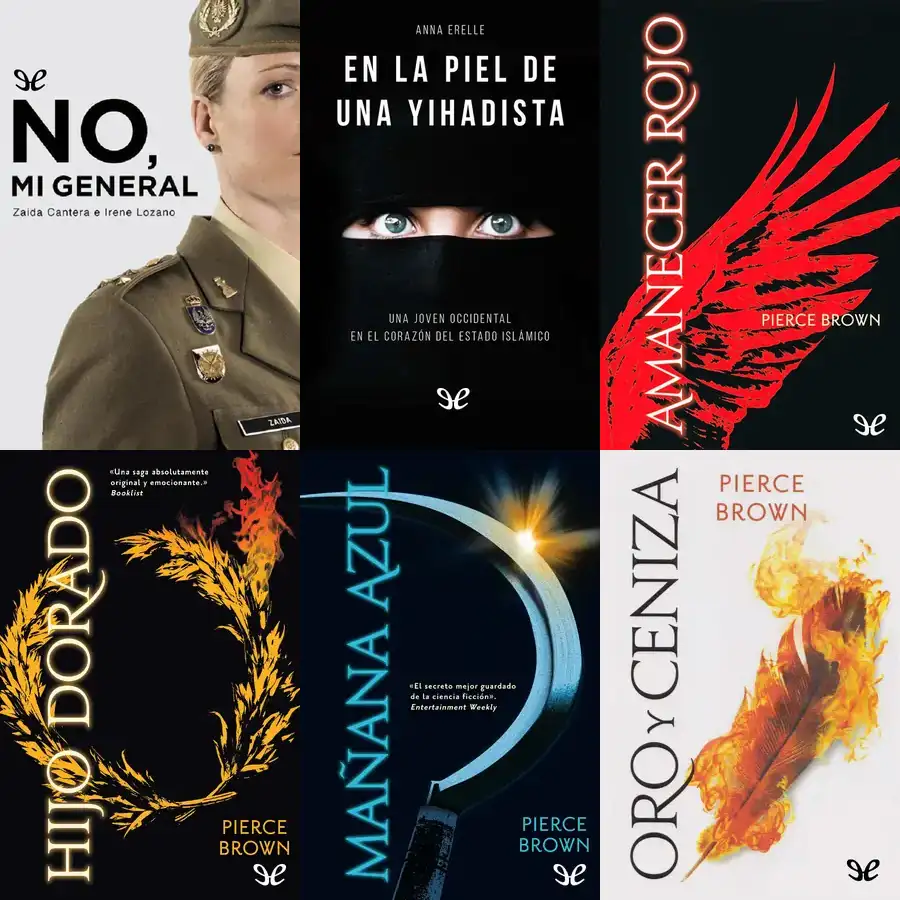 NO,
MI GENERAL
Zaida Cantera e Irene Lozano
ZAIDA
ANNA ERELLE
EN LA PIEL DE
UNA YIHADISTA
UNA JOVEN OCCIDENTAL
EN EL CORAZÓN DEL ESTADO ISLÁMICO
AMANECER ROJO
PIERCE BROWN
HIJO DORADO
«Una saga absolutamente
original y emocionante.»
Booklist
PIERCE
BROWN
MAÑANA AZUL
«El secreto mejor guardado
de la ciencia ficción».
Entertainment Weekly
PIERCE
BROWN
ORO Y CENIZA
PIERCE
BROWN